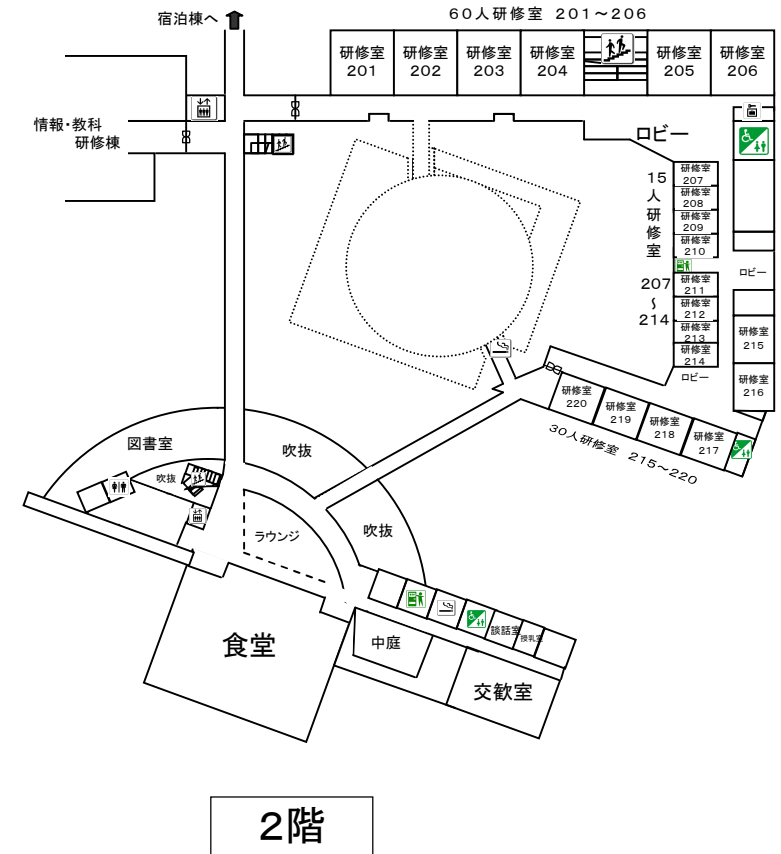 宿泊棟へ
60人研修室 201～206
研修室
201
研修室
202
研修室
203
研修室
204
研修室
205
研修室
206
情報・教科
研修棟
ロビー
15人研修室
207
～
214
研修室
207
研修室
208
研修室
209
研修室
210
研修室
211
研修室
212
研修室
213
研修室
214
ロビー
ロビー
研修室
215
研修室
216
研修室
220
研修室
219
研修室
218
研修室
217
30人研修室 215～220
図書室
吹抜
吹抜
吹抜
ラウンジ
食堂
中庭
談話室
授乳室
交歓室
2階